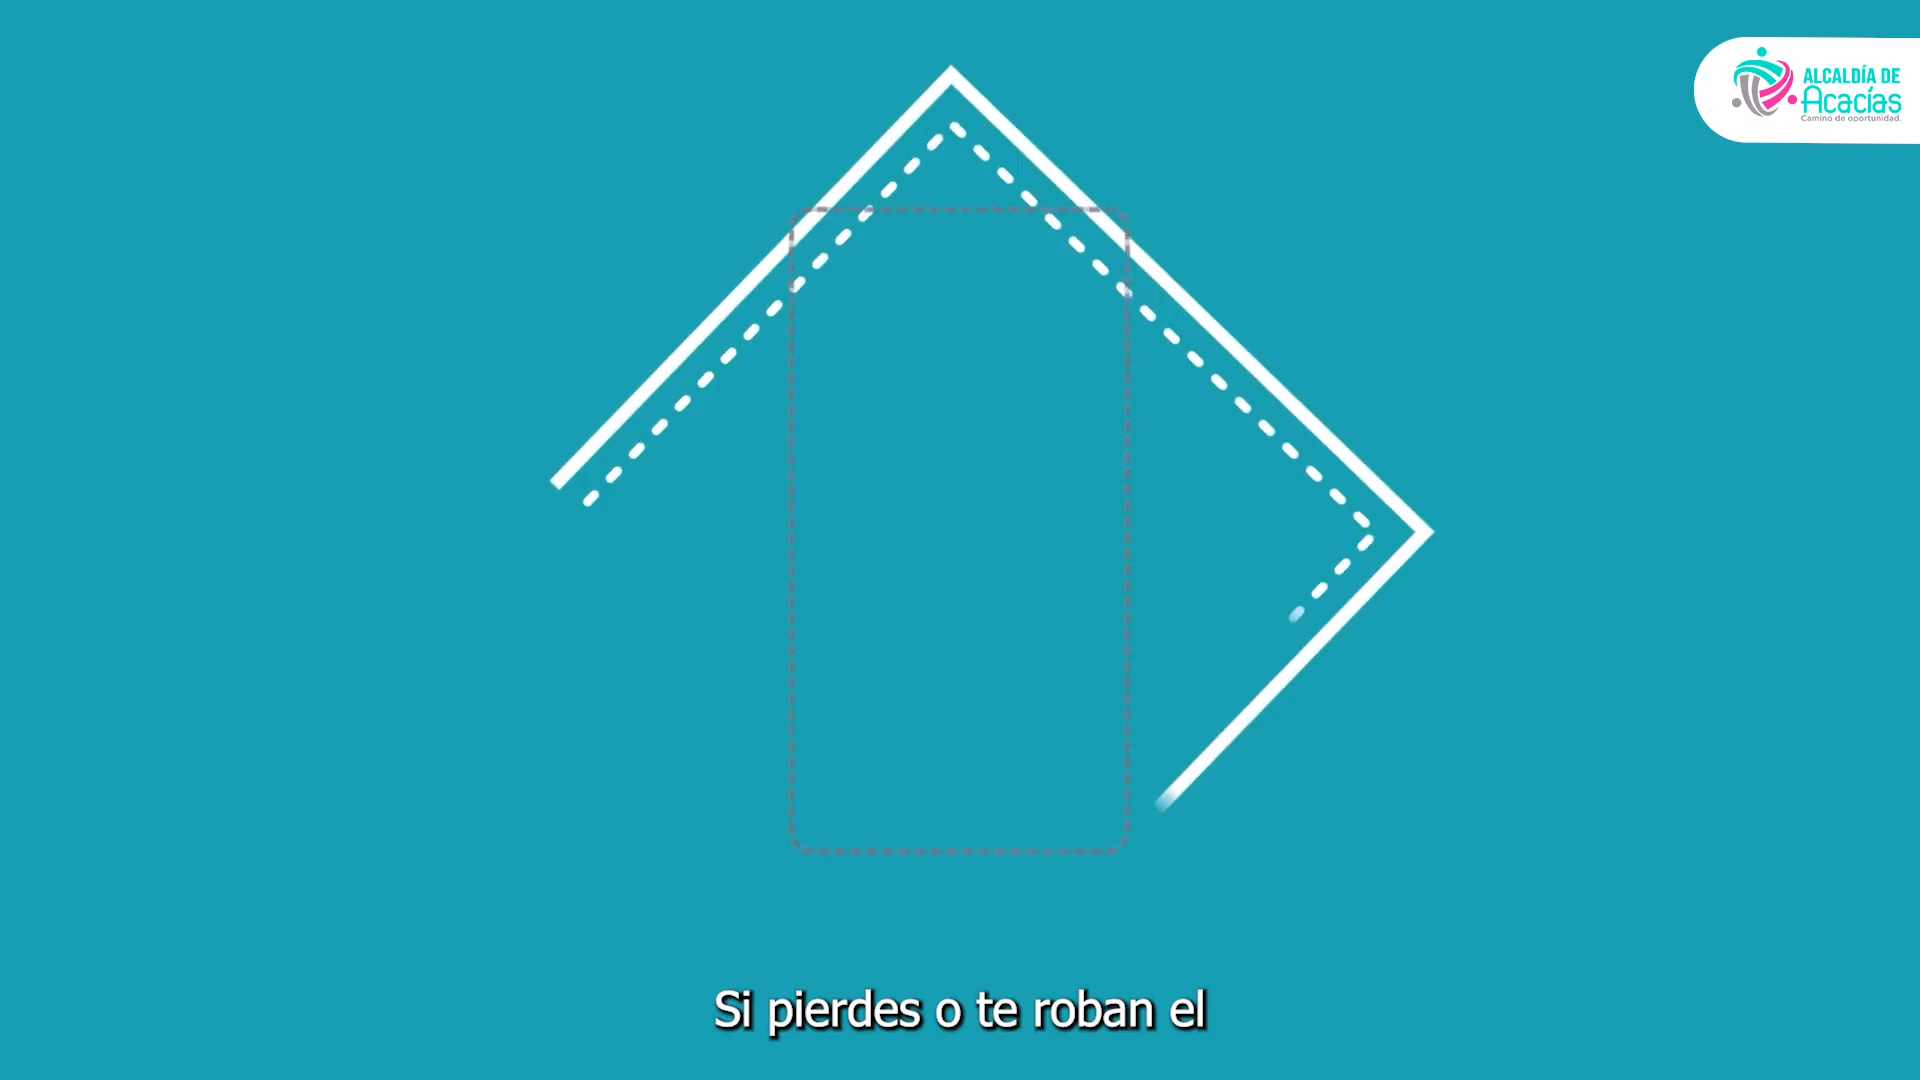 ALCALDÍA DE
Acacías
Camino de oportunidad.
Si pierdes o te roban el